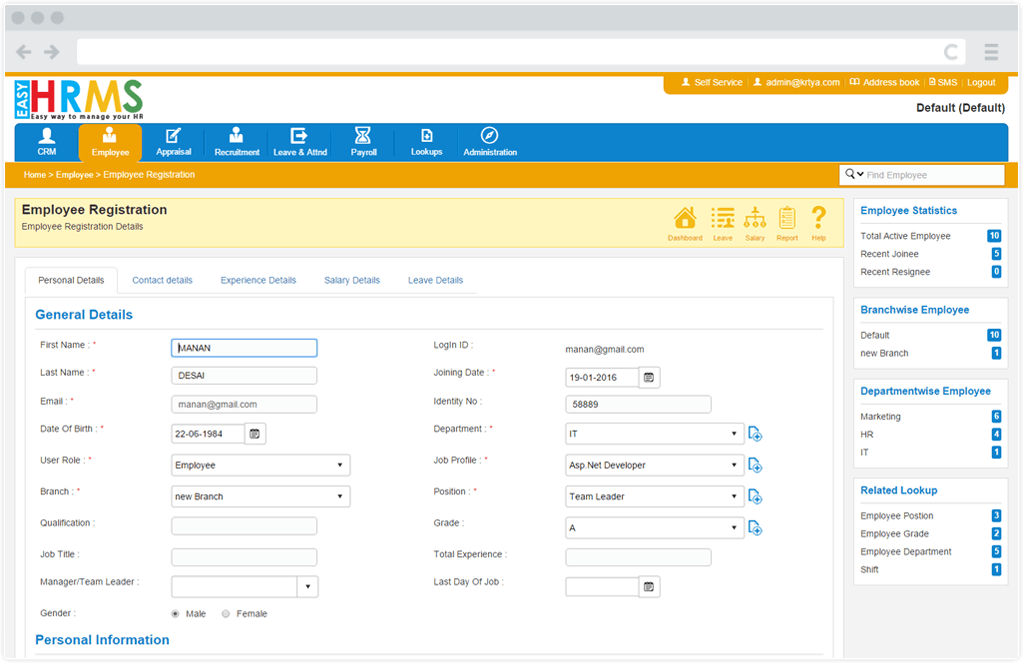 Self Service | admin@krtya.com | Address book | SMS | Logout
EASY HRMS
Easy way to manage your HR
Default (Default)
CRM Employee Appraisal Recruitment Leave & Attnd Payroll Lookups Administration
Home > Employee > Employee Registration
Find Employee
Employee Registration
Employee Registration Details
Dashboard Leave Salary Report Help
Personal Details Contact details Experience Details Salary Details Leave Details
General Details
First Name : * MANAN LogIn ID : manan@gmail.com
Last Name : * DESAI Joining Date : * 19-01-2016
Email : * manan@gmail.com Identity No : 58889
Date Of Birth : * 22-06-1984 Department : * IT
User Role : * Employee Job Profile : * Asp.Net Developer
Branch : * new Branch Position : * Team Leader
Qualification : Grade : A
Job Title : Total Experience :
Manager/Team Leader : Last Day Of Job :
Gender : Male Female
Personal Information
Employee Statistics
Total Active Employee 10
Recent Joinee 5
Recent Resignee 0
Branchwise Employee
Default 10
new Branch 1
Departmentwise Employee
Marketing 6
HR 4
IT 1
Related Lookup
Employee Postion 3
Employee Grade 2
Employee Department 5
Shift 1